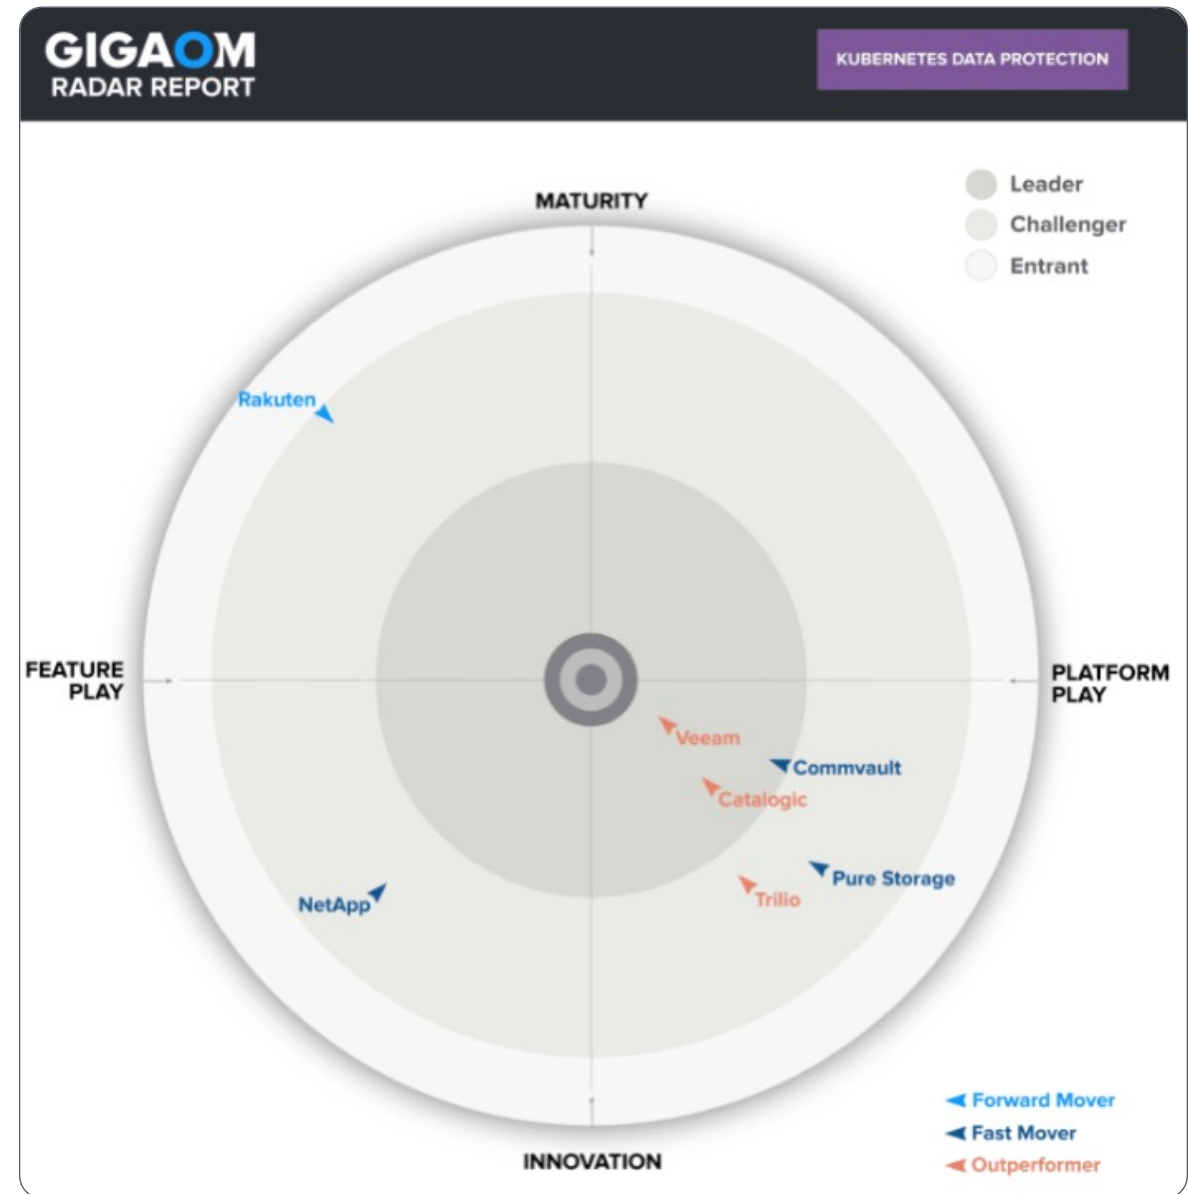 GIGAOM
RADAR REPORT
KUBERNETES DATA PROTECTION
Leader
Challenger
Entrant
MATURITY
Rakuten
FEATURE
PLAY
PLATFORM
PLAY
Veeam
Commvault
Catalogic
Pure Storage
Trilio
NetApp
Forward Mover
Fast Mover
Outperformer
INNOVATION